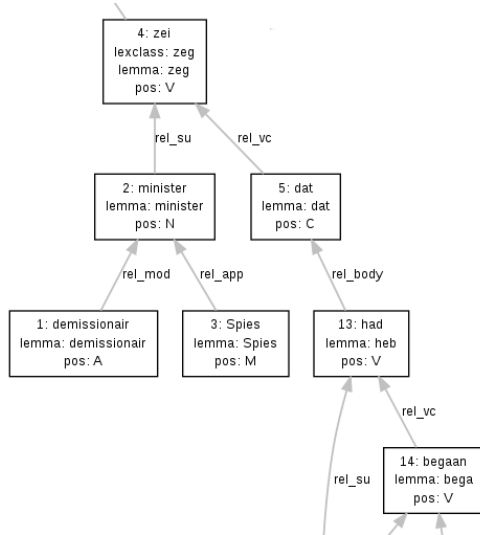 4: zei
lexclass: zeg
lemma: zeg
pos: V
rel_su
rel_vc
2: minister
lemma: minister
pos: N
5: dat
lemma: dat
pos: C
rel_mod
rel_app
rel_body
1: demissionair
lemma: demissionair
pos: A
3: Spies
lemma: Spies
pos: M
13: had
lemma: heb
pos: V
rel_vc
rel_su
14: begaan
lemma: bega
pos: V